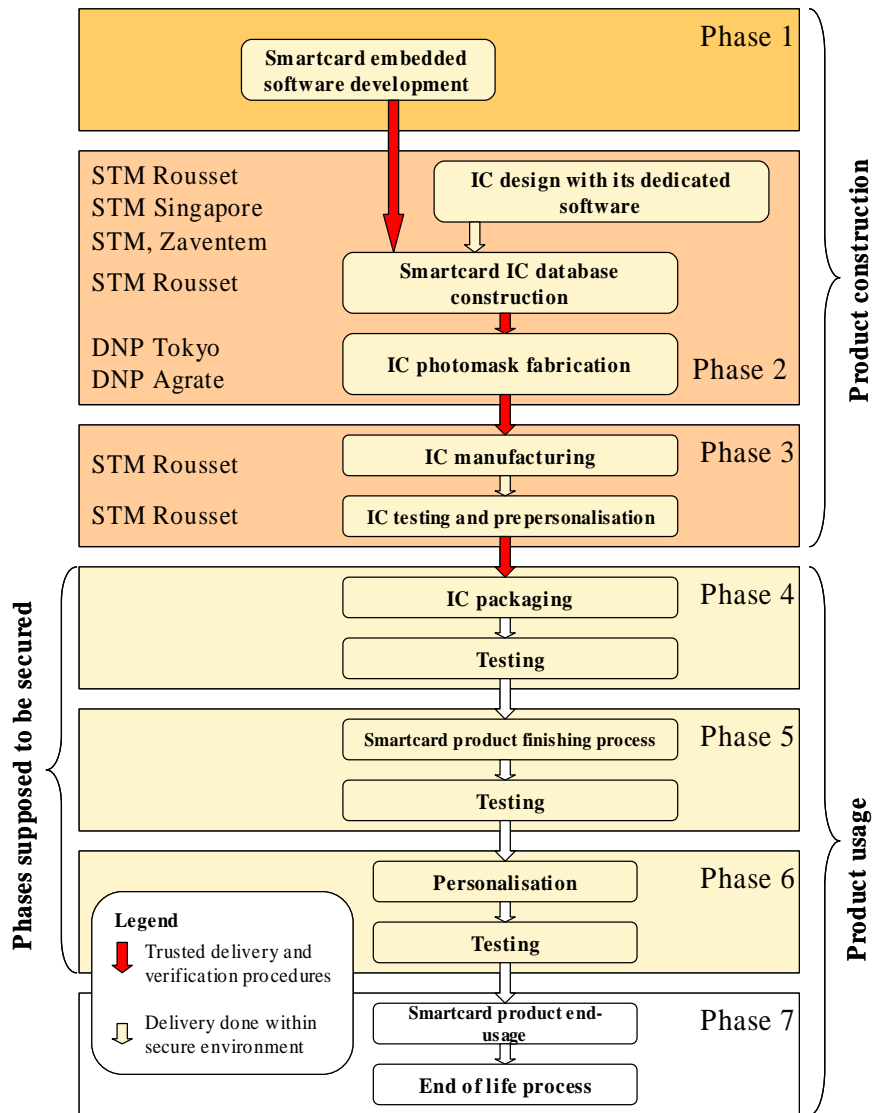 Phase 1
Smartcard embedded
software development
STM Rousset
STM Singapore
STM, Zaventem
IC design with its dedicated
software
STM Rousset
Smartcard IC database
construction
DNP Tokyo
DNP Agrate
IC photomask fabrication
Phase 2
Product construction
Phase 3
STM Rousset
IC manufacturing
STM Rousset
IC testing and prepersonalisation
Phase 4
IC packaging
Testing
Phases supposed to be secured
Phase 5
Smartcard product finishing process
Testing
Phase 6
Personalisation
Testing
Product usage
Legend
Trusted delivery and
verification procedures
Delivery done within
secure environment
Phase 7
Smartcard product end-
usage
End of life process